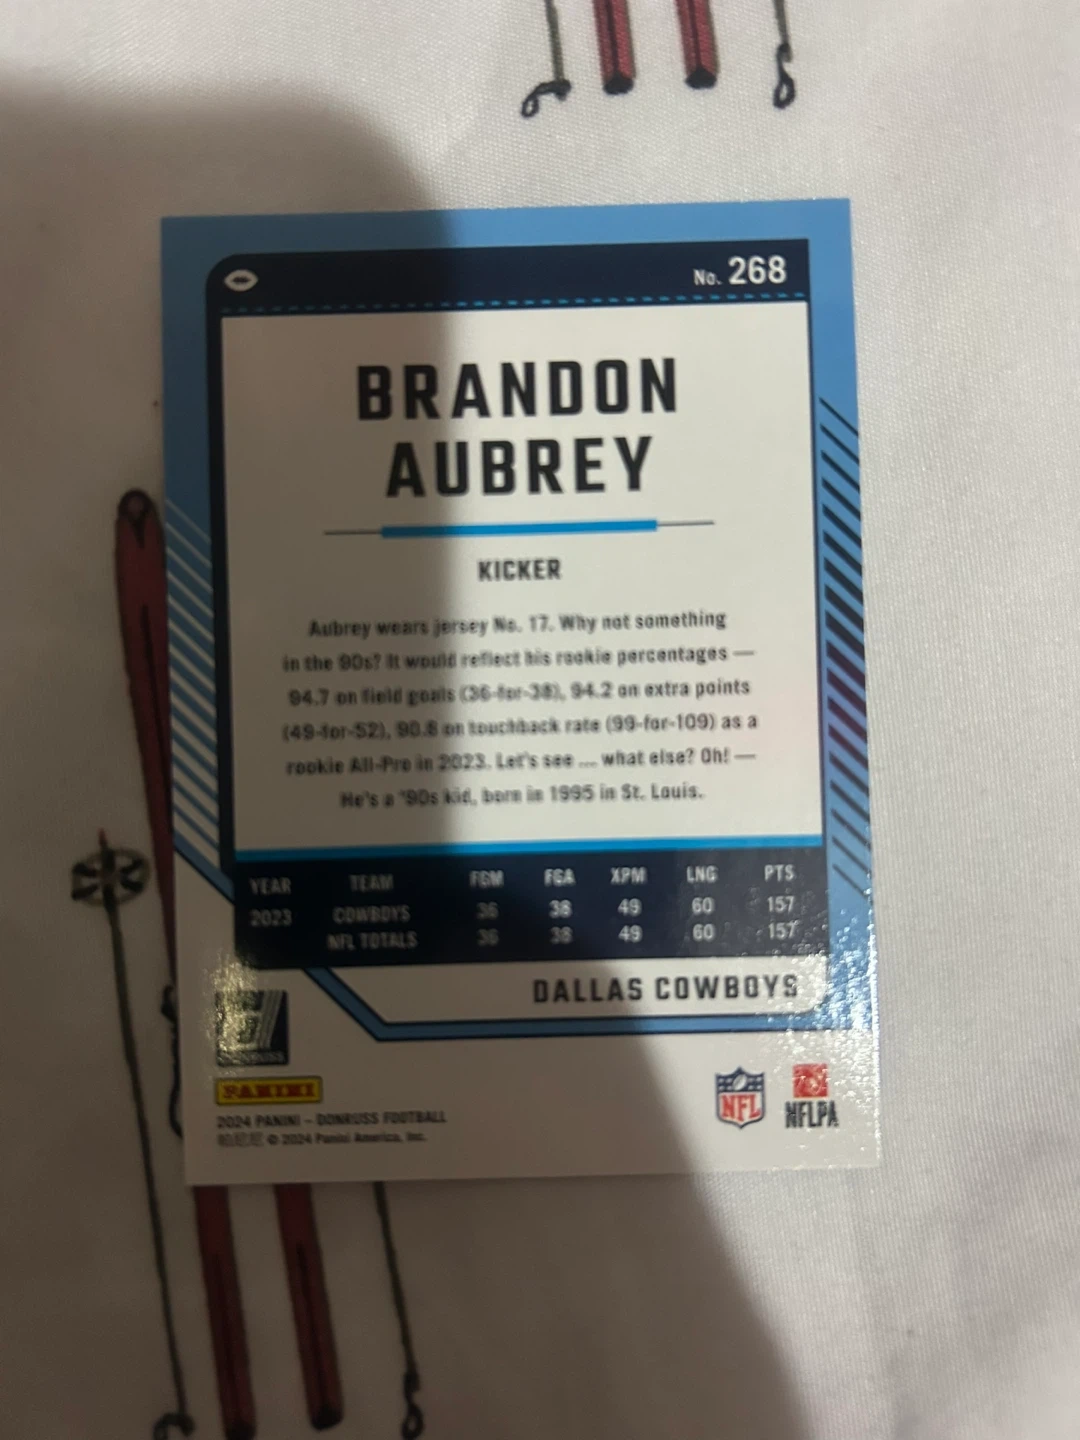 No. 268
BRANDON
AUBREY
KICKER
Aubrey wears jersey No. 17. Why not something
in the 90s? It would reflect his rookie percentages —
94.7 on field goals (36-for-38), 94.2 on extra points
(49-for-52), 90.8 on touchback rate (99-for-109) as a
rookie All-Pro in 2023. Let's see ... what else? Oh! —
He's a '90s kid, born in 1995 in St. Louis.
YEAR TEAM FGM FGA XPM LNG PTS
2023 COWBOYS 36 38 49 60 157
NFL TOTALS 36 38 49 60 157
DALLAS COWBOYS
DONRUSS
PANINI
NFL
NFLPA
2024 PANINI – DONRUSS FOOTBALL
帕尼尼 © 2024 Panini America, Inc.